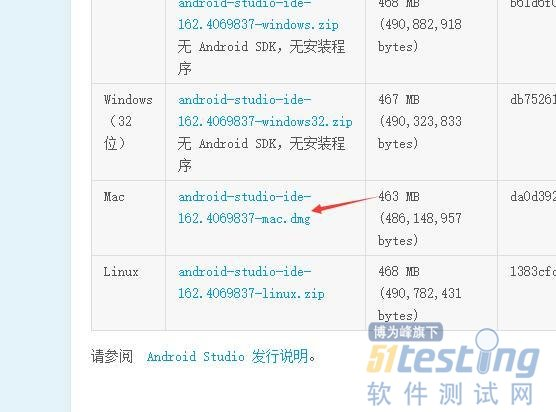 android-studio-ide-
162.4069837-windows.zip
无 Android SDK，无安装程
序
468 MB
(490,882,918
bytes)
Windows
（32
位）
android-studio-ide-
162.4069837-windows32.zip
无 Android SDK，无安装程
序
467 MB
(490,323,833
bytes)
db75261
Mac
android-studio-ide-
162.4069837-mac.dmg
463 MB
(486,148,957
bytes)
da0d392
Linux
android-studio-ide-
162.4069837-linux.zip
468 MB
(490,782,431
bytes)
1383cfc
请参阅 Android Studio 发行说明。
博为峰旗下
51testing
软件测试网